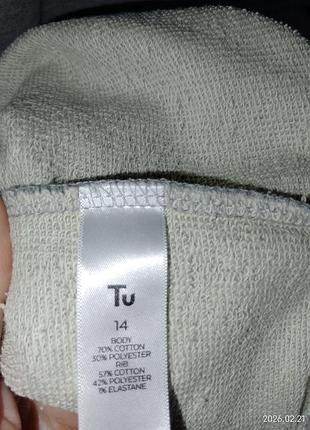 Tu
14
BODY
70% COTTON
30% POLYESTER
RIB
57% COTTON
42% POLYESTER
1% ELASTANE
2026.02.21